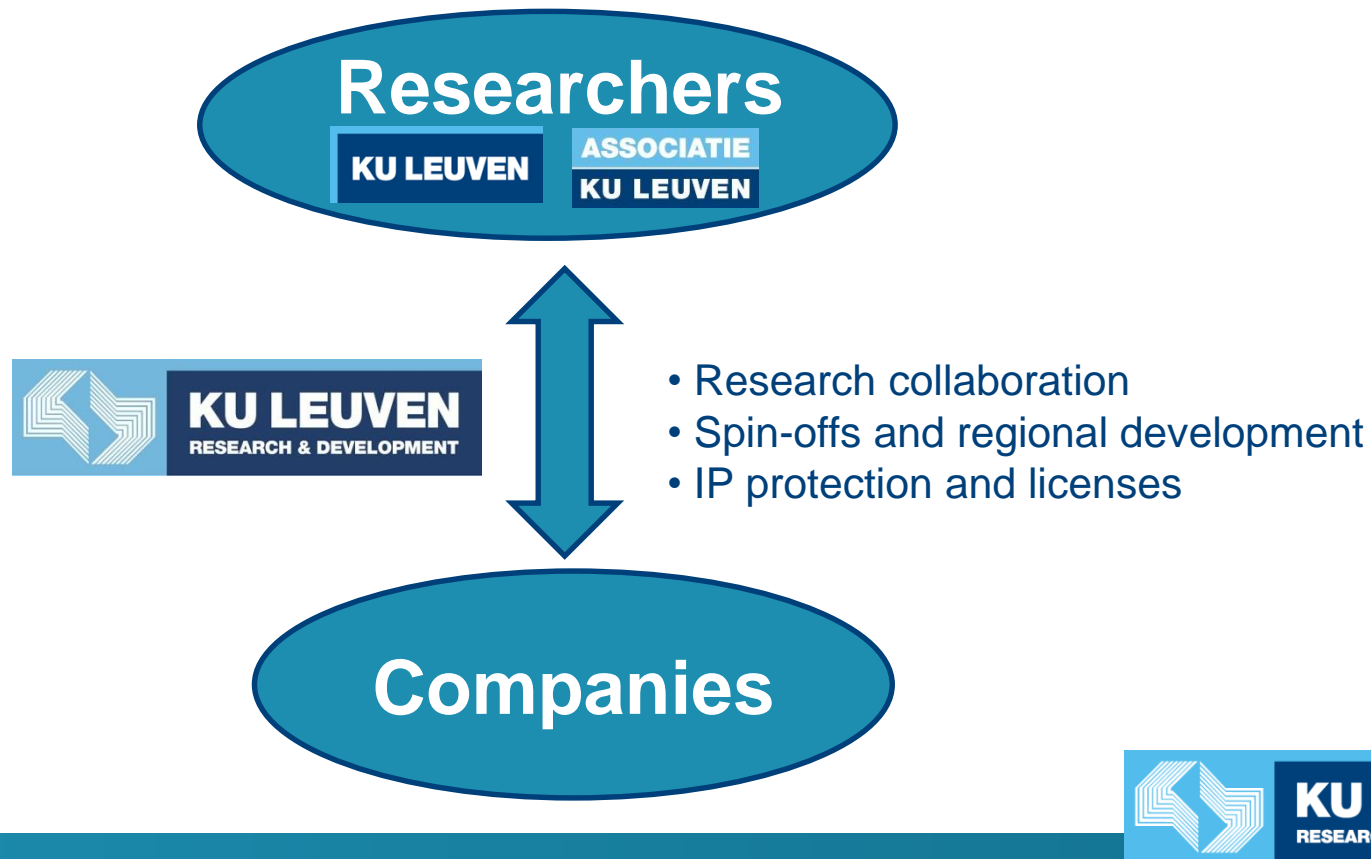 Researchers
KU LEUVEN
ASSOCIATIE
KU LEUVEN
KU LEUVEN
RESEARCH & DEVELOPMENT
• Research collaboration
• Spin-offs and regional development
• IP protection and licenses
Companies
KU
RESEAR